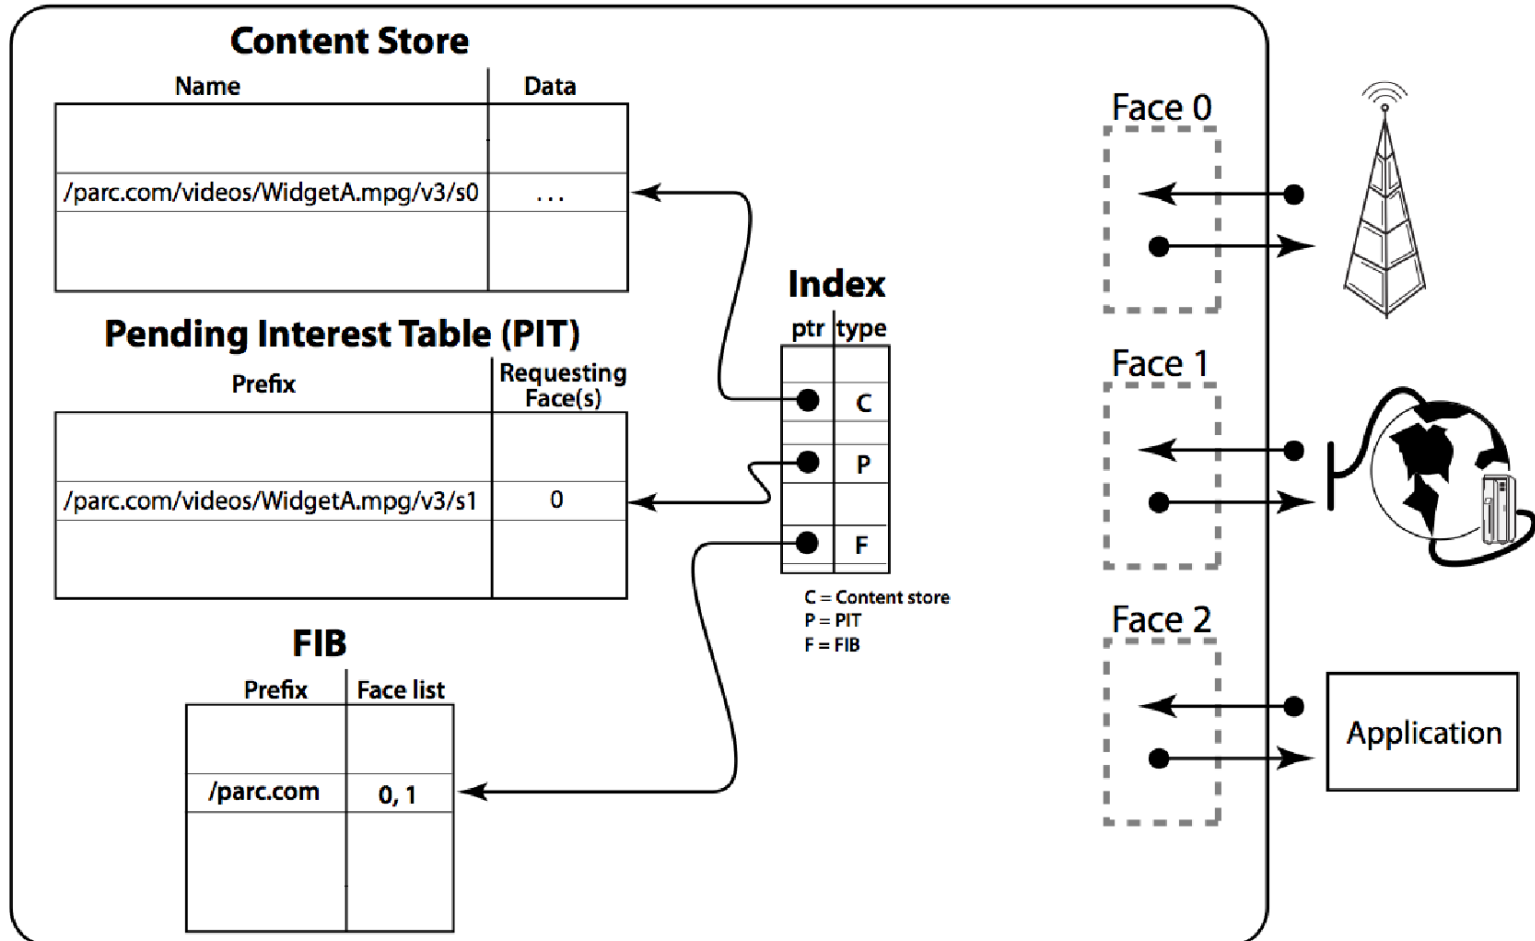 Content Store
Name Data
/parc.com/videos/WidgetA.mpg/v3/s0 ...
Pending Interest Table (PIT)
Prefix Requesting Face(s)
/parc.com/videos/WidgetA.mpg/v3/s1 0
FIB
Prefix Face list
/parc.com 0, 1
Index
ptr type
C
P
F
C = Content store
P = PIT
F = FIB
Face 0
Face 1
Face 2
Application